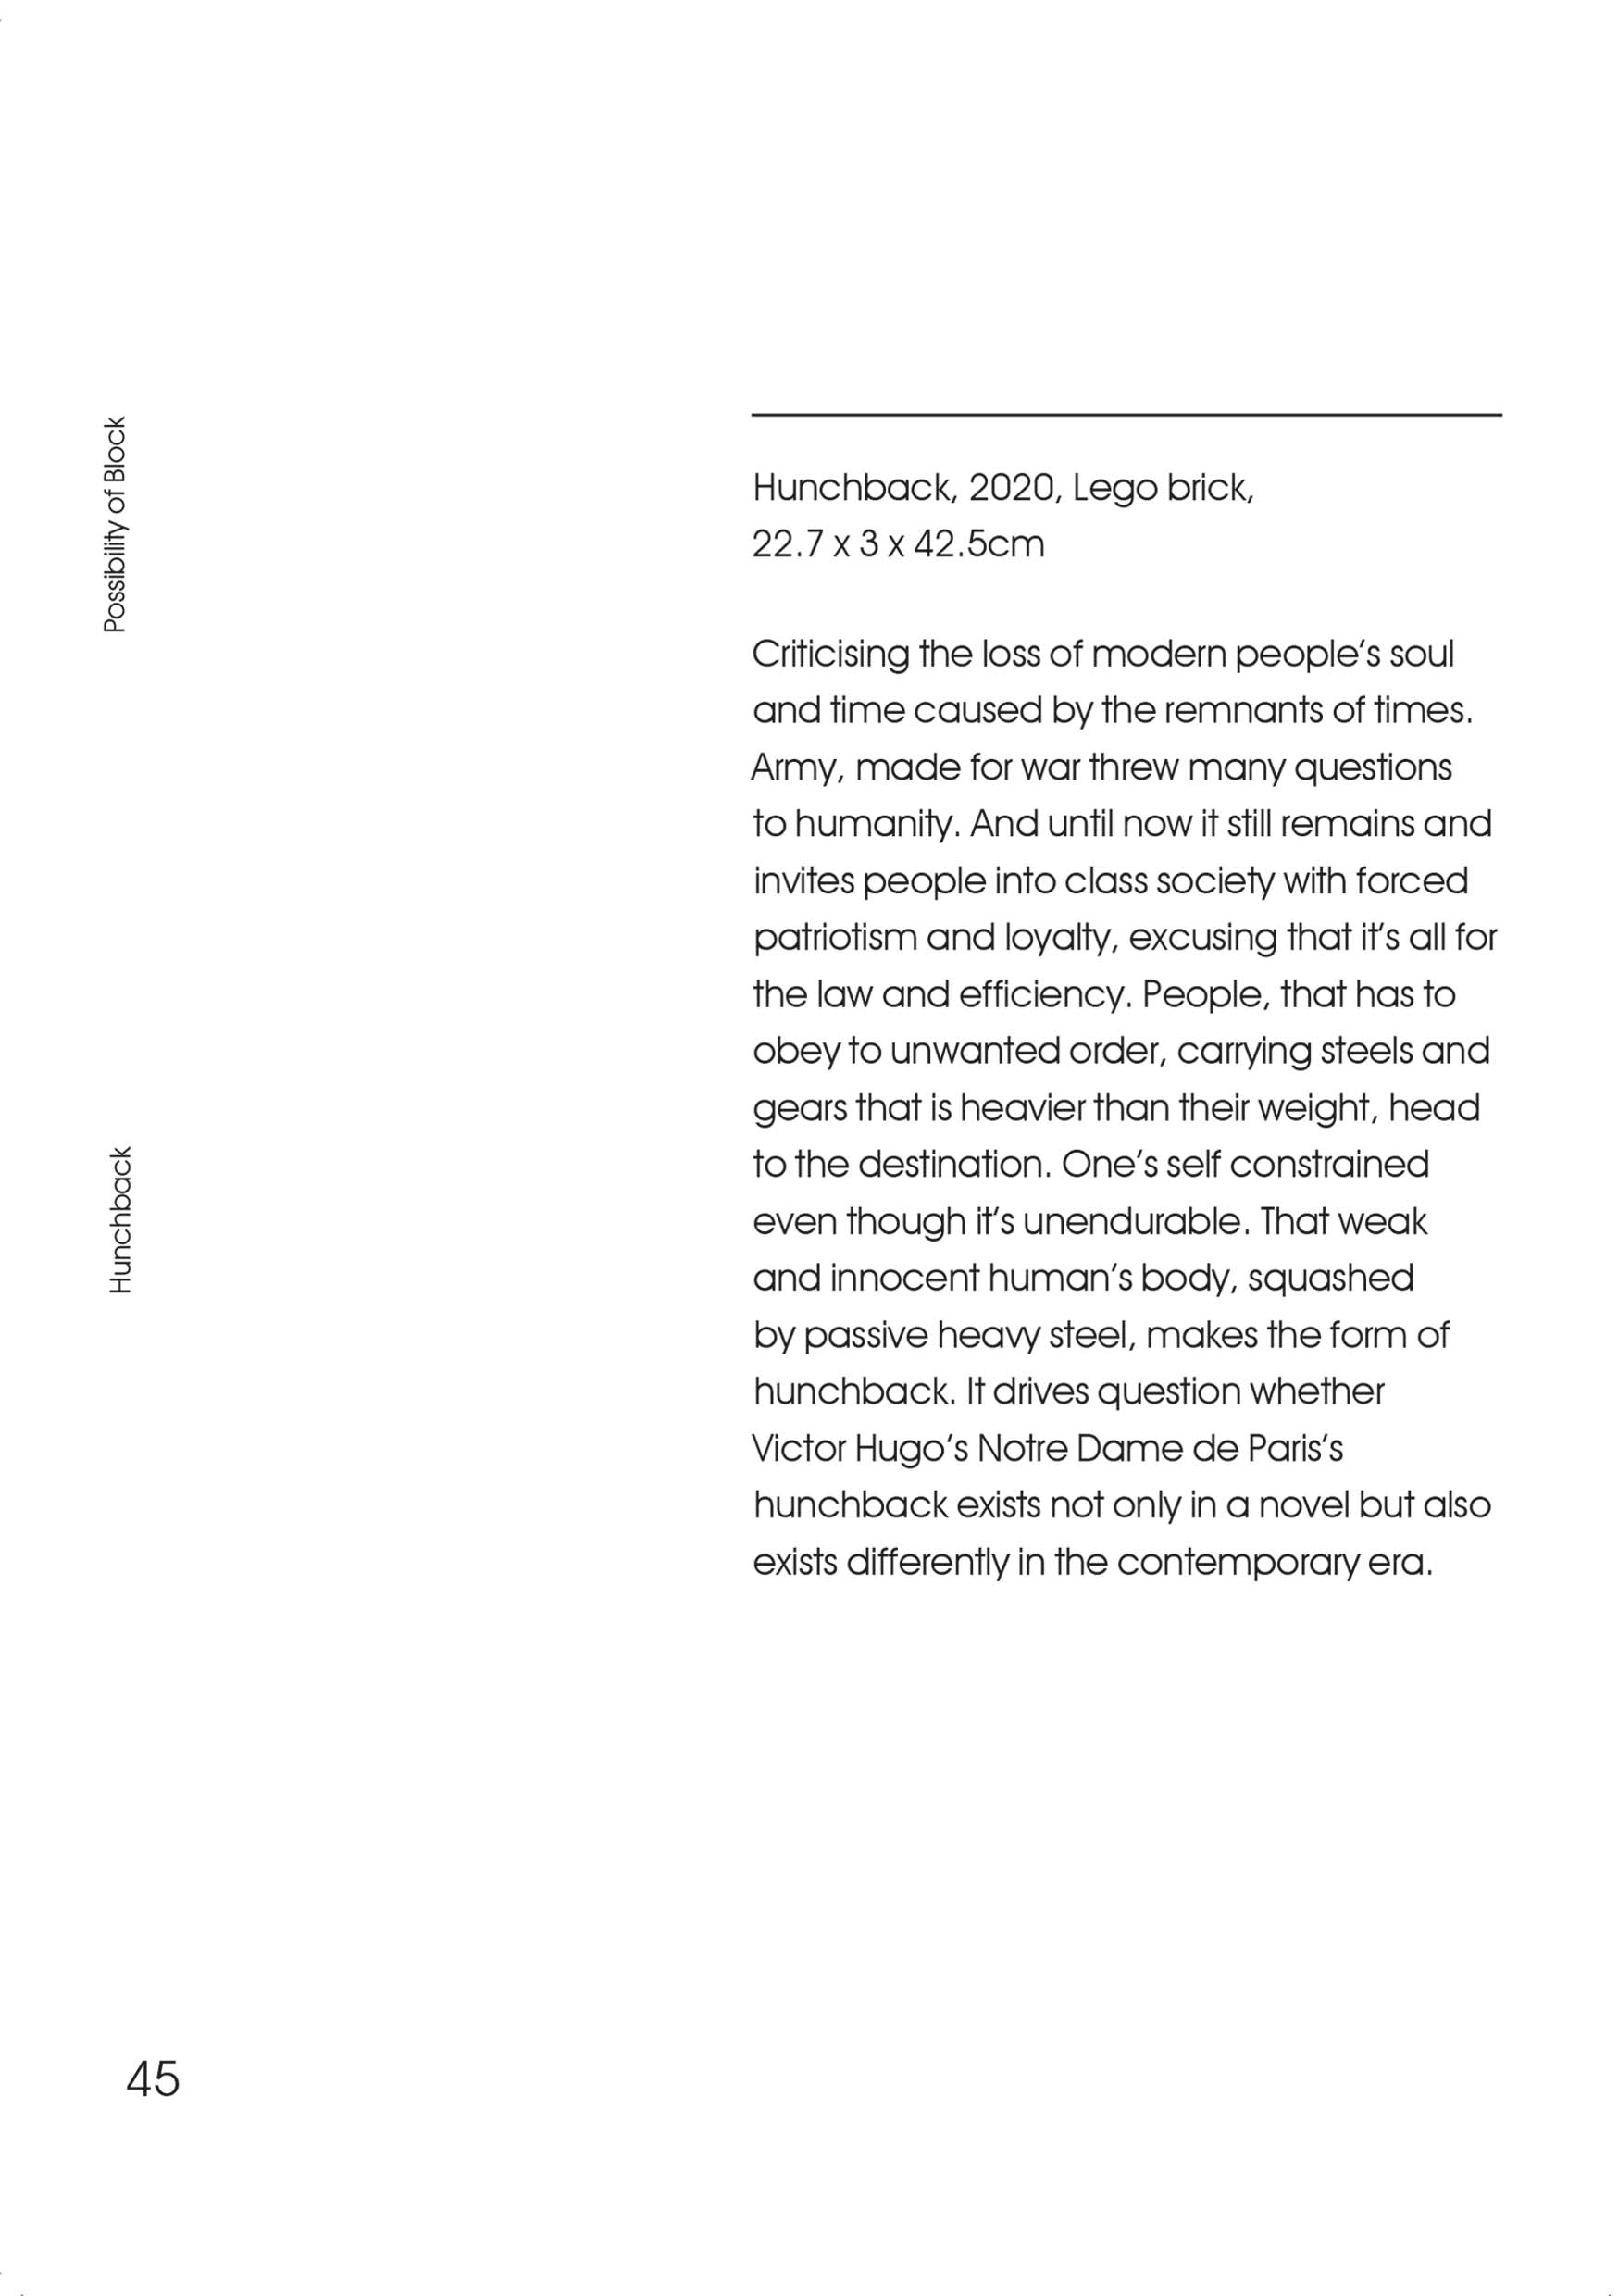 Possibility of Block
Hunchback
Hunchback, 2020, Lego brick,
22.7 x 3 x 42.5cm
Criticising the loss of modern people's soul
and time caused by the remnants of times.
Army, made for war threw many questions
to humanity. And until now it still remains and
invites people into class society with forced
patriotism and loyalty, excusing that it's all for
the law and efficiency. People, that has to
obey to unwanted order, carrying steels and
gears that is heavier than their weight, head
to the destination. One's self constrained
even though it's unendurable. That weak
and innocent human's body, squashed
by passive heavy steel, makes the form of
hunchback. It drives question whether
Victor Hugo's Notre Dame de Paris's
hunchback exists not only in a novel but also
exists differently in the contemporary era.
45